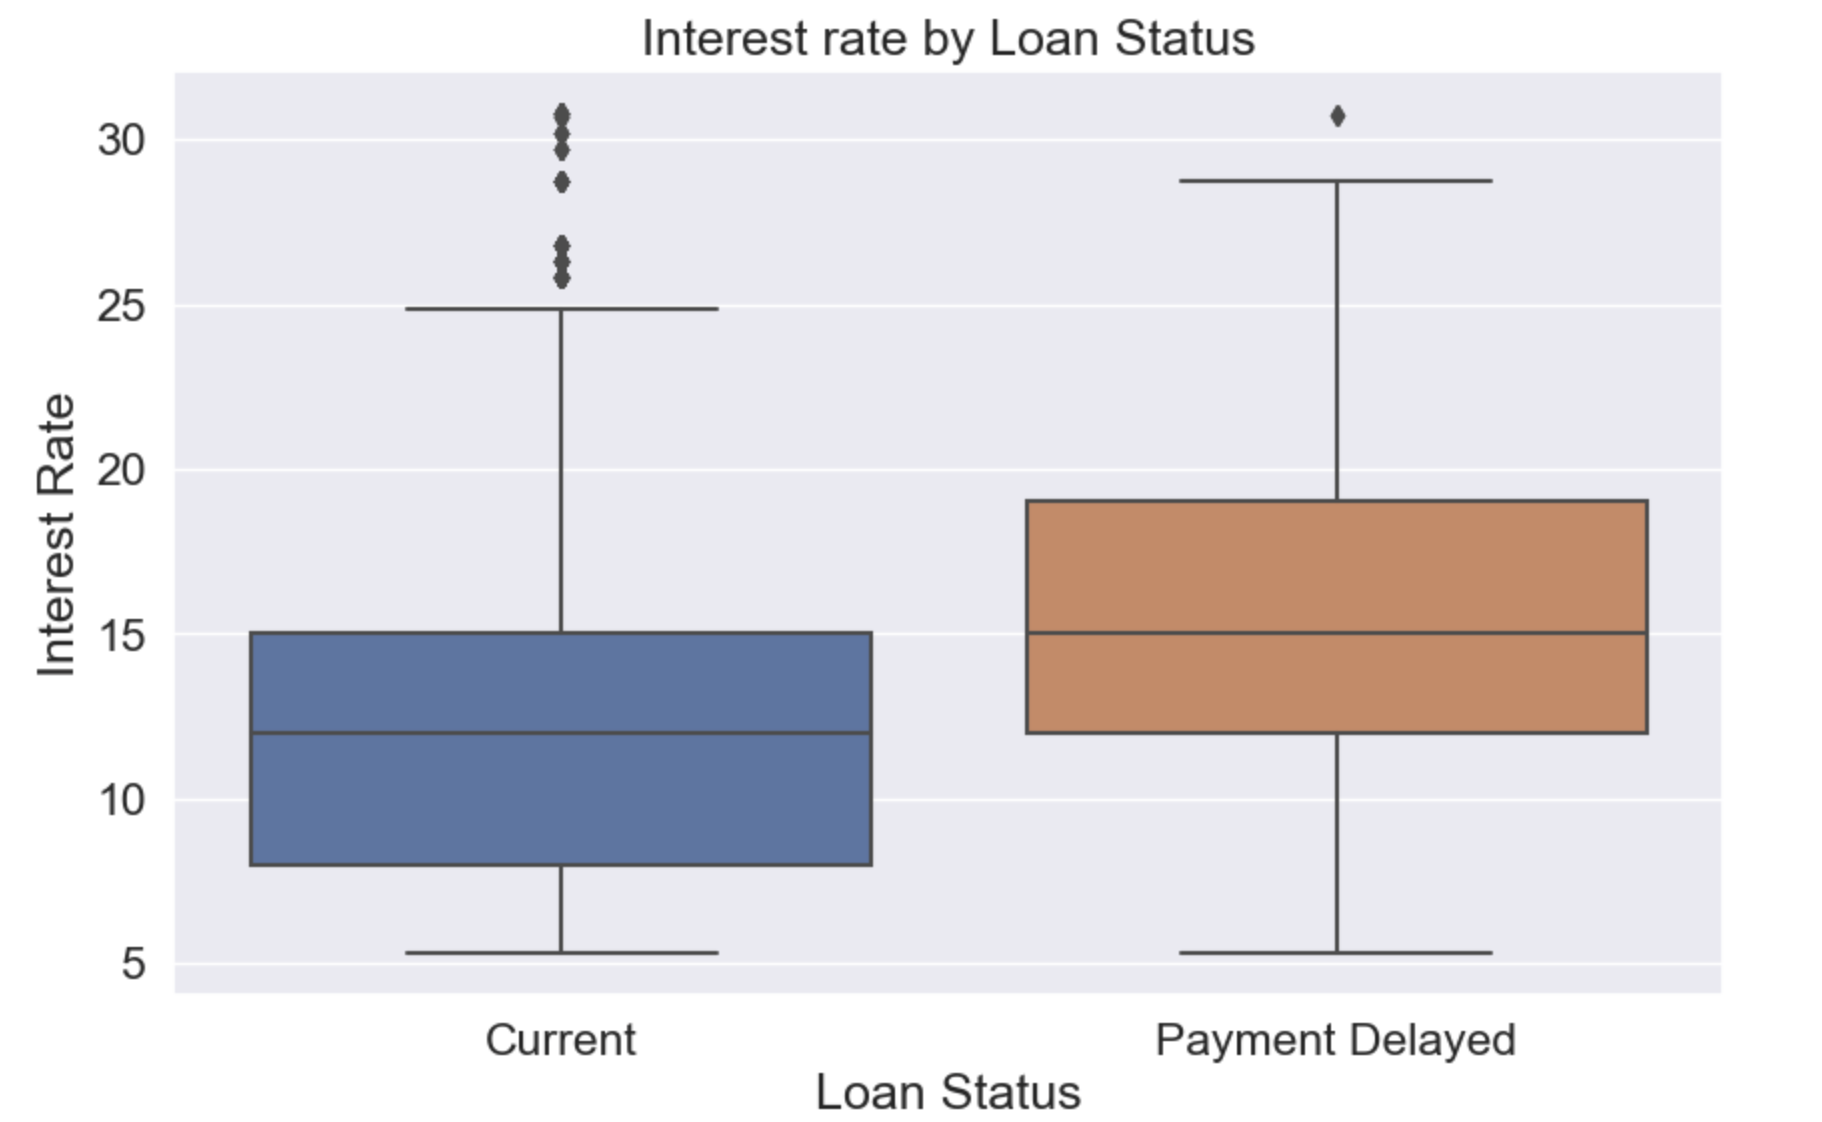 Interest rate by Loan Status
30
25
20
15
10
5
Interest Rate
Current
Payment Delayed
Loan Status